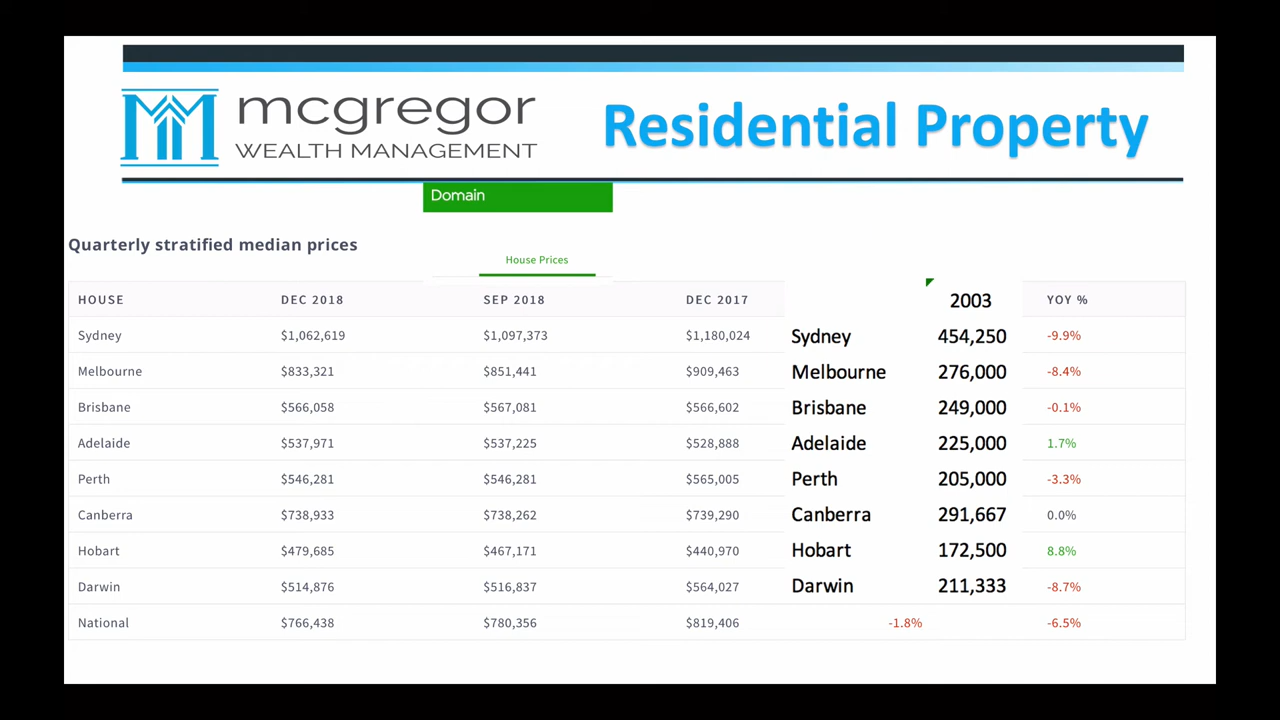 mcgregor
WEALTH MANAGEMENT
Residential Property
Domain
Quarterly stratified median prices
House Prices
HOUSE DEC 2018 SEP 2018 DEC 2017 2003 YOY %
Sydney $1,062,619 $1,097,373 $1,180,024 Sydney 454,250 -9.9%
Melbourne $833,321 $851,441 $909,463 Melbourne 276,000 -8.4%
Brisbane $566,058 $567,081 $566,602 Brisbane 249,000 -0.1%
Adelaide $537,971 $537,225 $528,888 Adelaide 225,000 1.7%
Perth $546,281 $546,281 $565,005 Perth 205,000 -3.3%
Canberra $738,933 $738,262 $739,290 Canberra 291,667 0.0%
Hobart $479,685 $467,171 $440,970 Hobart 172,500 8.8%
Darwin $514,876 $516,837 $564,027 Darwin 211,333 -8.7%
National $766,438 $780,356 $819,406 -1.8% -6.5%